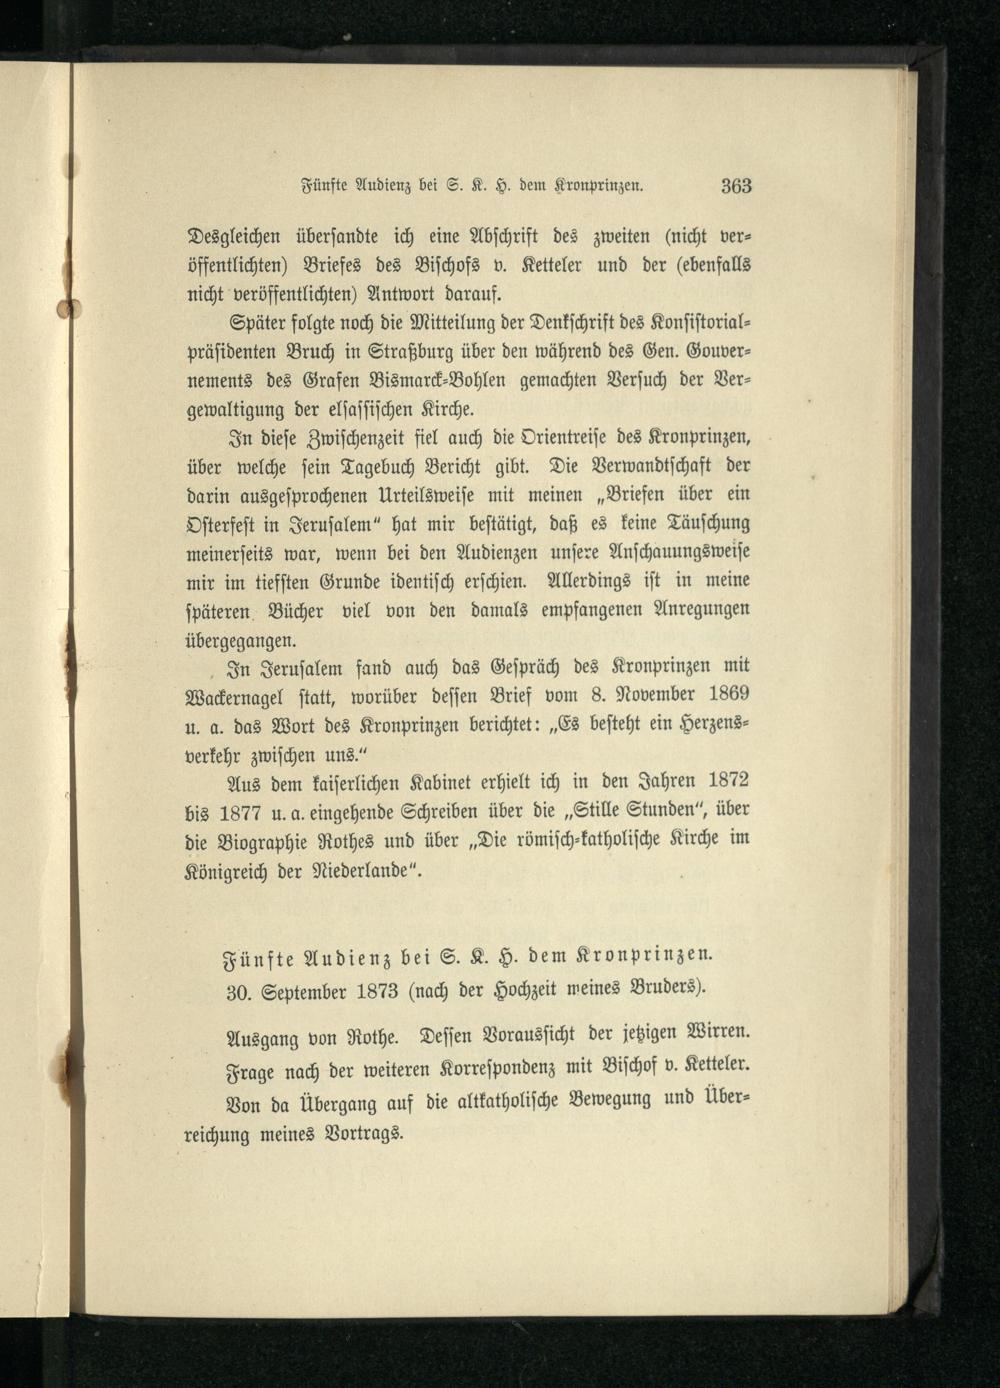 Fünfte Audienz bei S. K. H. dem Kronprinzen. 363
Desgleichen übersandte ich eine Abschrift des zweiten (nicht ver-
öffentlichten) Briefes des Bischofs v. Ketteler und der (ebenfalls
nicht veröffentlichten) Antwort darauf.
Später folgte noch die Mitteilung der Denkschrift des Konsistorial-
präsidenten Bruch in Straßburg über den während des Gen. Gouver-
nements des Grafen Bismarck-Bohlen gemachten Versuch der Ver-
gewaltigung der elsassischen Kirche.
In diese Zwischenzeit fiel auch die Orientreise des Kronprinzen,
über welche sein Tagebuch Bericht gibt. Die Verwandtschaft der
darin ausgesprochenen Urteilsweise mit meinen „Briefen über ein
Osterfest in Jerusalem“ hat mir bestätigt, daß es keine Täuschung
meinerseits war, wenn bei den Audienzen unsere Anschauungsweise
mir im tiefsten Grunde identisch erschien. Allerdings ist in meine
späteren Bücher viel von den damals empfangenen Anregungen
übergegangen.
In Jerusalem fand auch das Gespräch des Kronprinzen mit
Wackernagel statt, worüber dessen Brief vom 8. November 1869
u. a. das Wort des Kronprinzen berichtet: „Es besteht ein Herzens-
verkehr zwischen uns.“
Aus dem kaiserlichen Kabinet erhielt ich in den Jahren 1872
bis 1877 u. a. eingehende Schreiben über die „Stille Stunden“, über
die Biographie Rothes und über „Die römisch-katholische Kirche im
Königreich der Niederlande“.
Fünfte Audienz bei S. K. H. dem Kronprinzen.
30. September 1873 (nach der Hochzeit meines Bruders).
Ausgang von Rothe. Dessen Voraussicht der jetzigen Wirren.
Frage nach der weiteren Korrespondenz mit Bischof v. Ketteler.
Von da Übergang auf die altkatholische Bewegung und Über-
reichung meines Vortrags.